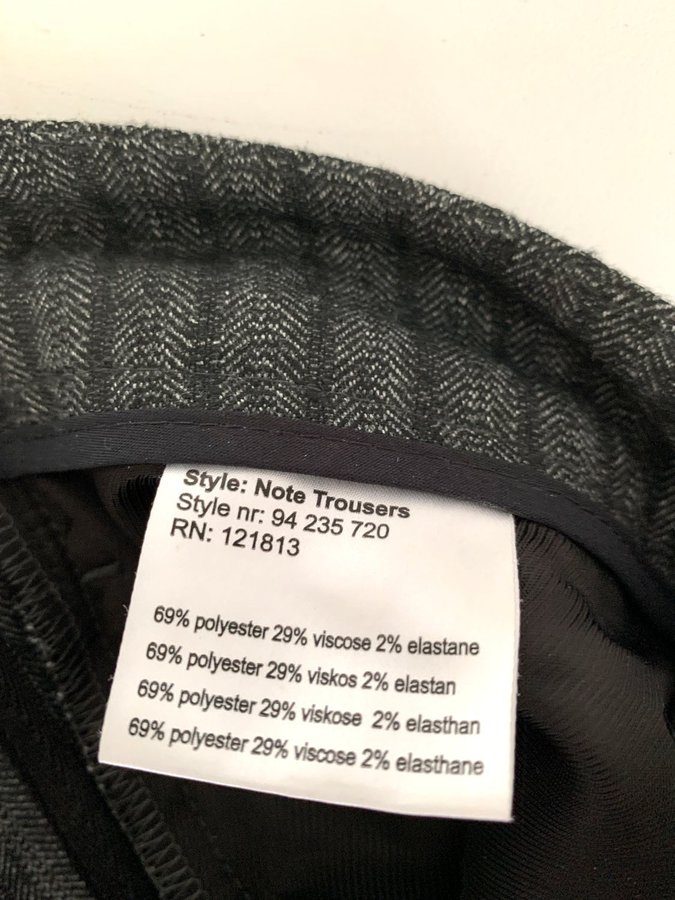 Style: Note Trousers
Style nr: 94 235 720
RN: 121813
69% polyester 29% viscose 2% elastane
69% polyester 29% viskos 2% elastan
69% polyester 29% viskose  2% elasthan
69% polyester 29% viscose 2% elasthane